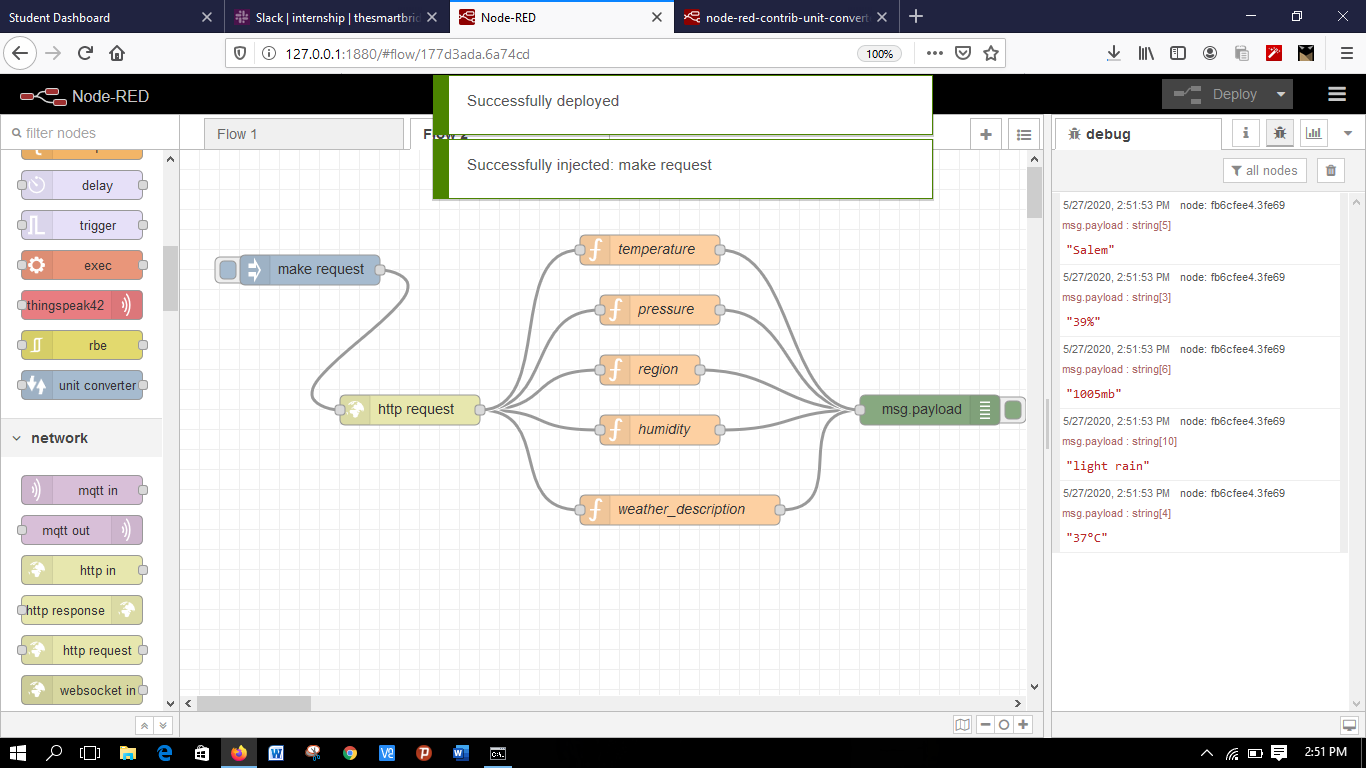 Student Dashboard
Slack | internship | thesmartbri
Node-RED
node-red-contrib-unit-convert
127.0.0.1:1880/#flow/177d3ada.6a74cd
100%
Node-RED
Deploy
Successfully deployed
Successfully injected: make request
filter nodes
Flow 1
debug
all nodes
delay
trigger
exec
thingspeak42
rbe
unit converter
network
mqtt in
mqtt out
http in
http response
http request
websocket in
make request
http request
temperature
pressure
region
humidity
weather_description
msg.payload
5/27/2020, 2:51:53 PM node: fb6cfee4.3fe69
msg.payload : string[5]
"Salem"
5/27/2020, 2:51:53 PM node: fb6cfee4.3fe69
msg.payload : string[3]
"39%"
5/27/2020, 2:51:53 PM node: fb6cfee4.3fe69
msg.payload : string[6]
"1005mb"
5/27/2020, 2:51:53 PM node: fb6cfee4.3fe69
msg.payload : string[10]
"light rain"
5/27/2020, 2:51:53 PM node: fb6cfee4.3fe69
msg.payload : string[4]
"37°C"
2:51 PM